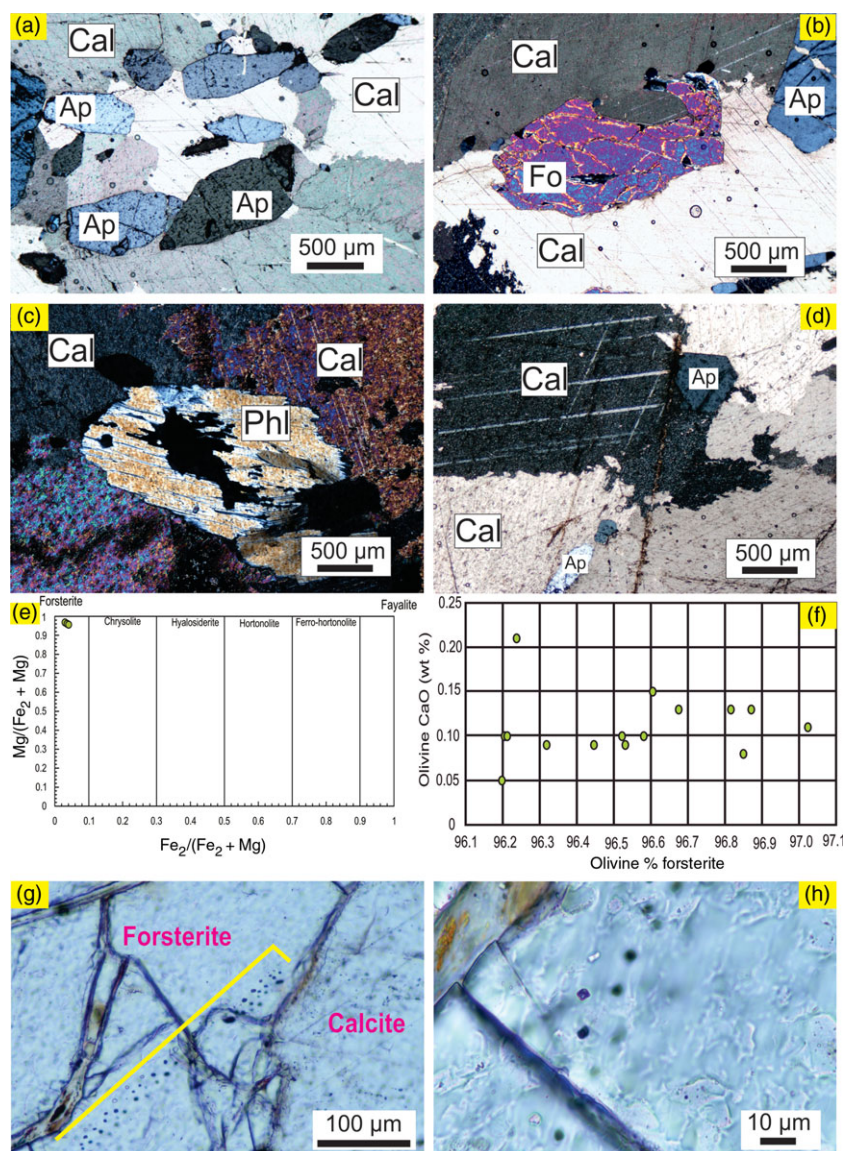 (a)
Cal
Ap
Cal
Ap
Ap
500 µm
(b)
Cal
Ap
Fo
Cal
500 µm
(c)
Cal
Cal
Phl
500 µm
(d)
Cal
Ap
Cal
Ap
500 µm
(e)
Forsterite
Fayalite
Chrysolite
Hyalosiderite
Hortonolite
Ferro-hortonolite
1
0.9
0.8
0.7
0.6
0.5
0.4
0.3
0.2
0.1
0
Mg/(Fe2 + Mg)
0 0.1 0.2 0.3 0.4 0.5 0.6 0.7 0.8 0.9 1
Fe2/(Fe2 + Mg)
(f)
0.25
0.20
0.15
0.10
0.05
0
Olivine CaO (wt %)
96.1 96.2 96.3 96.4 96.5 96.6 96.7 96.8 96.9 97.0 97.1
Olivine % forsterite
(g)
Forsterite
Calcite
100 µm
(h)
10 µm